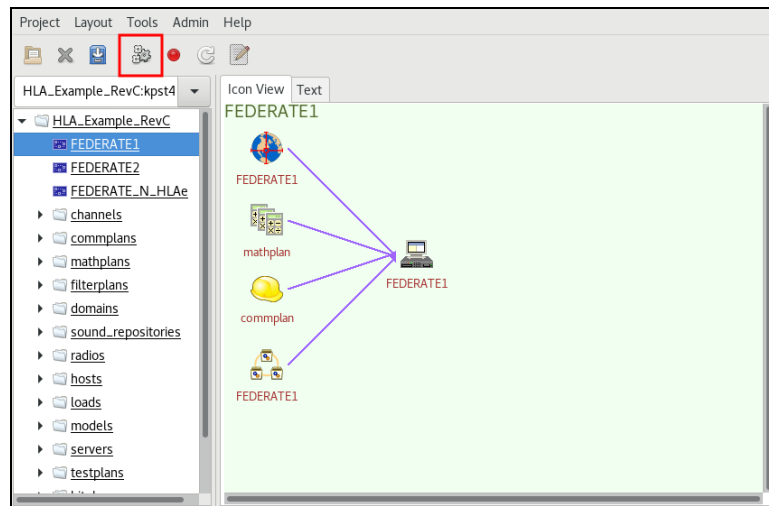 Project Layout Tools Admin Help
HLA_Example_RevC:kpst4
Icon View Text
HLA_Example_RevC
FEDERATE1
FEDERATE2
FEDERATE_N_HLAe
channels
commplans
mathplans
filterplans
domains
sound_repositories
radios
hosts
loads
models
servers
testplans
FEDERATE1
FEDERATE1
mathplan
FEDERATE1
commplan
FEDERATE1